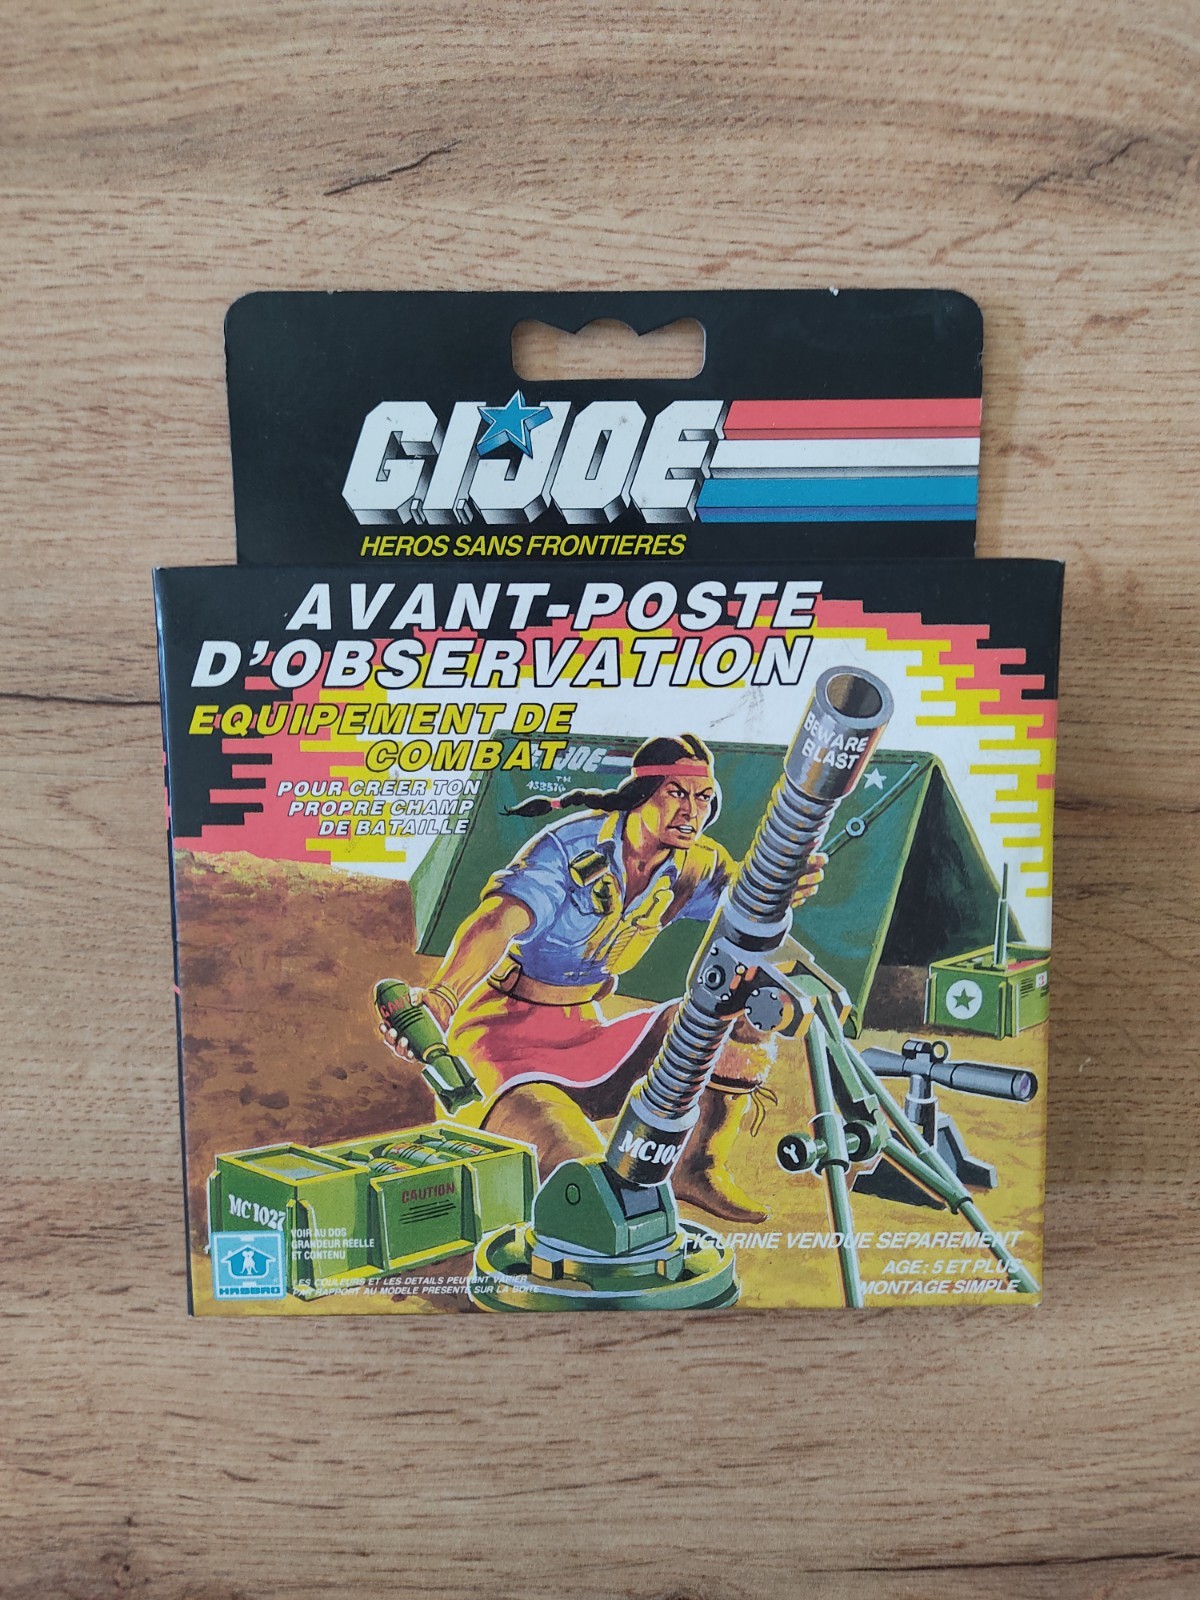 G.I. JOE
HEROS SANS FRONTIERES
AVANT-POSTE
D'OBSERVATION
EQUIPEMENT DE
COMBAT
POUR CREER TON
PROPRE CHAMP
DE BATAILLE
JOE
BEWARE
BLAST
MC102
CAUTION
MC1027
VOIR AU DOS
GRANDEUR REELLE
ET CONTENU
HASBRO
LES COULEURS ET LES DETAILS PEUVENT VARIER
PAR RAPPORT AU MODELE PRESENTE SUR LA BOITE
FIGURINE VENDUE SEPAREMENT
AGE: 5 ET PLUS
MONTAGE SIMPLE